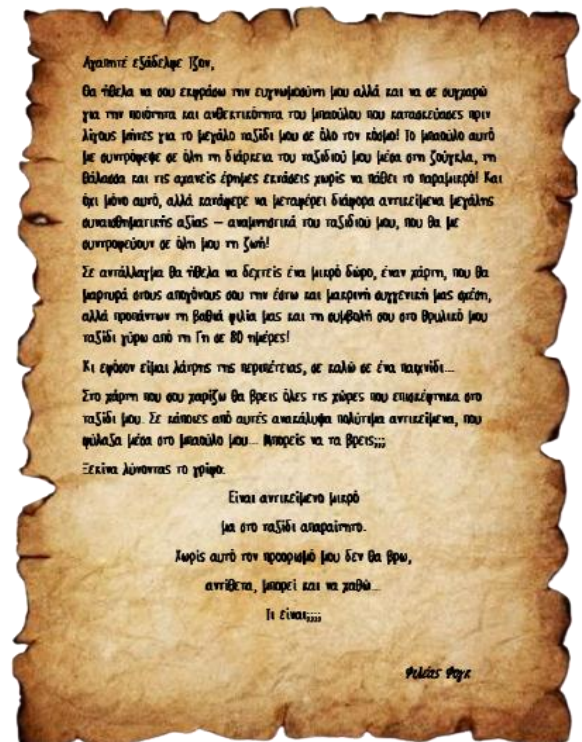 Αγαπητέ εξάδελφε Τζον,
Θα ήθελα να σου εκφράσω την ευγνωμοσύνη μου αλλά και να σε συγχαρώ
για την ποιότητα και ανθεκτικότητα του μπαούλου που κατασκεύασες πριν
λίγους μήνες για το μεγάλο ταξίδι μου σε όλο τον κόσμο! Το μπαούλο αυτό
με συντρόφεψε σε όλη τη διάρκεια του ταξιδιού μου μέσα στη ζούγκλα, τη
θάλασσα και τις αχανείς έρημες εκτάσεις χωρίς να πάθει το παραμικρό! Και
όχι μόνο αυτό, αλλά κατάφερε να μεταφέρει διάφορα αντικείμενα μεγάλης
συναισθηματικής αξίας – αναμνηστικά του ταξιδιού μου, που θα με
συντροφεύουν σε όλη μου τη ζωή!
Σε αντάλλαγμα θα ήθελα να δεχτείς ένα μικρό δώρο, έναν χάρτη, που θα
μαρτυρά στους απογόνους σου την έστω και μακρινή συγγενική μας σχέση,
αλλά προπάντων τη βαθιά φιλία μας και τη συμβολή σου στο θρυλικό μου
ταξίδι γύρω από τη Γη σε 80 ημέρες!
Κι εφόσον είμαι λάτρης της περιπέτειας, σε καλώ σε ένα παιχνίδι...
Στο χάρτη που σου χαρίζω θα βρεις όλες τις χώρες που επισκέφτηκα στο
ταξίδι μου. Σε κάποιες από αυτές ανακάλυψα πολύτιμα αντικείμενα, που
φύλαξα μέσα στο μπαούλο μου... Μπορείς να τα βρεις;;;
Ξεκίνα λύνοντας το γρίφο:
Είναι αντικείμενο μικρό
μα στο ταξίδι απαραίτητο.
Χωρίς αυτό τον προορισμό μου δεν θα βρω,
αντίθετα, μπορεί και να χαθώ...
Τι είναι;;;;
Φιλέας Φογκ